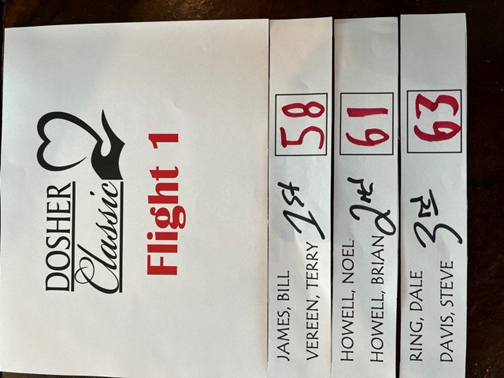 DOSHER
Classic
Flight 1
JAMES, BILL
VEREEN, TERRY 1st 58
HOWELL, NOEL
HOWELL, BRIAN 2nd 61
RING, DALE
DAVIS, STEVE 3rd 63